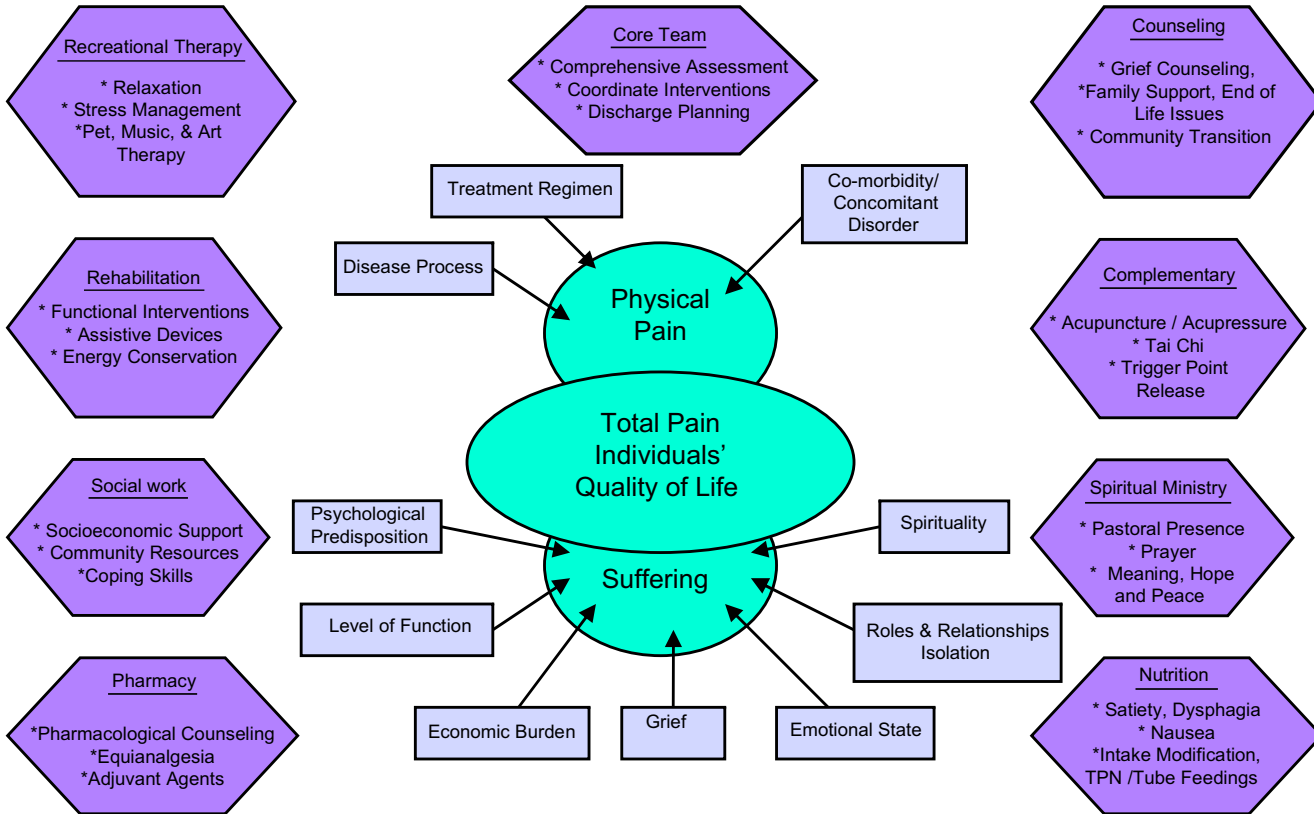 Recreational Therapy
* Relaxation
* Stress Management
*Pet, Music, & Art
Therapy
Core Team
* Comprehensive Assessment
* Coordinate Interventions
* Discharge Planning
Counseling
* Grief Counseling,
*Family Support, End of
Life Issues
* Community Transition
Treatment Regimen
Co-morbidity/
Concomitant
Disorder
Disease Process
Rehabilitation
* Functional Interventions
* Assistive Devices
* Energy Conservation
Physical
Pain
Complementary
* Acupuncture / Acupressure
* Tai Chi
* Trigger Point
Release
Total Pain
Individuals’
Quality of Life
Social work
* Socioeconomic Support
* Community Resources
*Coping Skills
Psychological
Predisposition
Spirituality
Spiritual Ministry
* Pastoral Presence
* Prayer
* Meaning, Hope
and Peace
Suffering
Level of Function
Roles & Relationships
Isolation
Pharmacy
*Pharmacological Counseling
*Equianalgesia
*Adjuvant Agents
Economic Burden
Grief
Emotional State
Nutrition
* Satiety, Dysphagia
* Nausea
*Intake Modification,
TPN /Tube Feedings